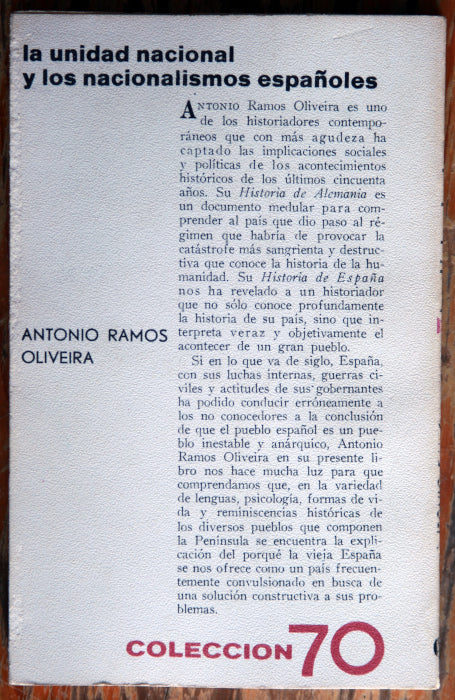 la unidad nacional
y los nacionalismos españoles
ANTONIO Ramos Oliveira es uno
de los historiadores contempo-
ráneos que con más agudeza ha
captado las implicaciones sociales
y políticas de los acontecimientos
históricos de los últimos cincuenta
años. Su Historia de Alemania es
un documento medular para com-
prender al país que dio paso al ré-
gimen que habría de provocar la
catástrofe más sangrienta y destruc-
tiva que conoce la historia de la hu-
manidad. Su Historia de España
nos ha revelado a un historiador
que no sólo conoce profundamente
la historia de su país, sino que in-
terpreta veraz y objetivamente el
acontecer de un gran pueblo.
Si en lo que va de siglo, España,
con sus luchas internas, guerras ci-
viles y actitudes de sus gobernantes
ha podido conducir erróneamente a
los no conocedores a la conclusión
de que el pueblo español es un pue-
blo inestable y anárquico, Antonio
Ramos Oliveira en su presente li-
bro nos hace mucha luz para que
comprendamos que, en la variedad
de lenguas, psicología, formas de vi-
da y reminiscencias históricas de
los diversos pueblos que componen
la Península se encuentra la expli-
cación del porqué la vieja España
se nos ofrece como un país frecuen-
temente convulsionado en busca de
una solución constructiva a sus pro-
blemas.
ANTONIO RAMOS
OLIVEIRA
COLECCION 70